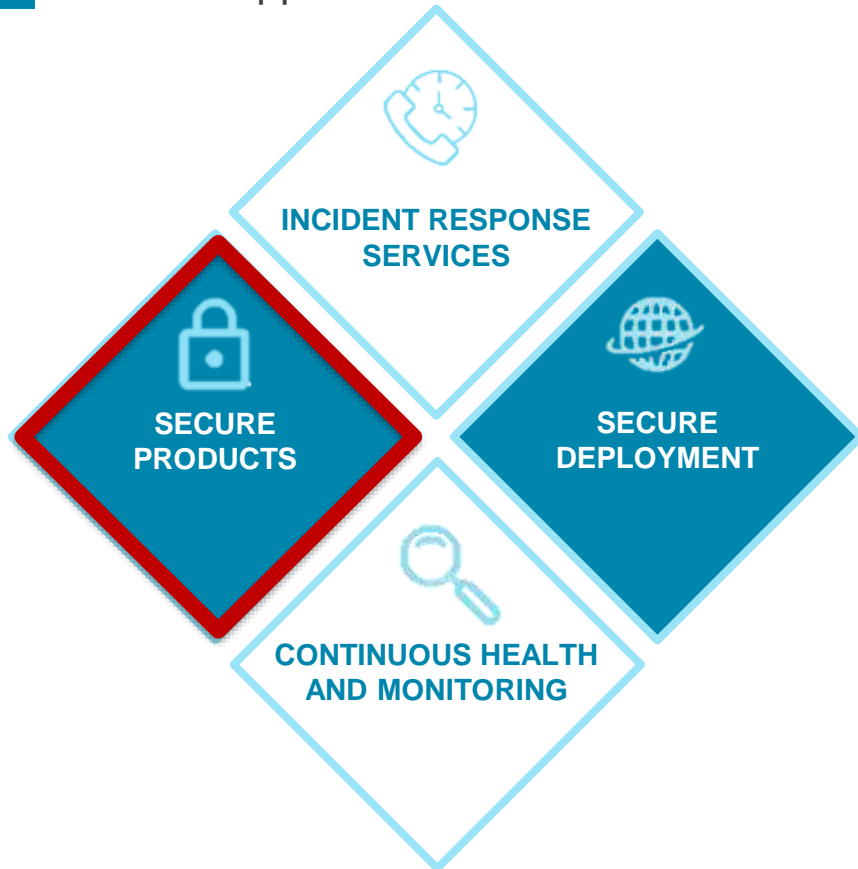 INCIDENT RESPONSE
SERVICES
SECURE
PRODUCTS
SECURE
DEPLOYMENT
CONTINUOUS HEALTH
AND MONITORING